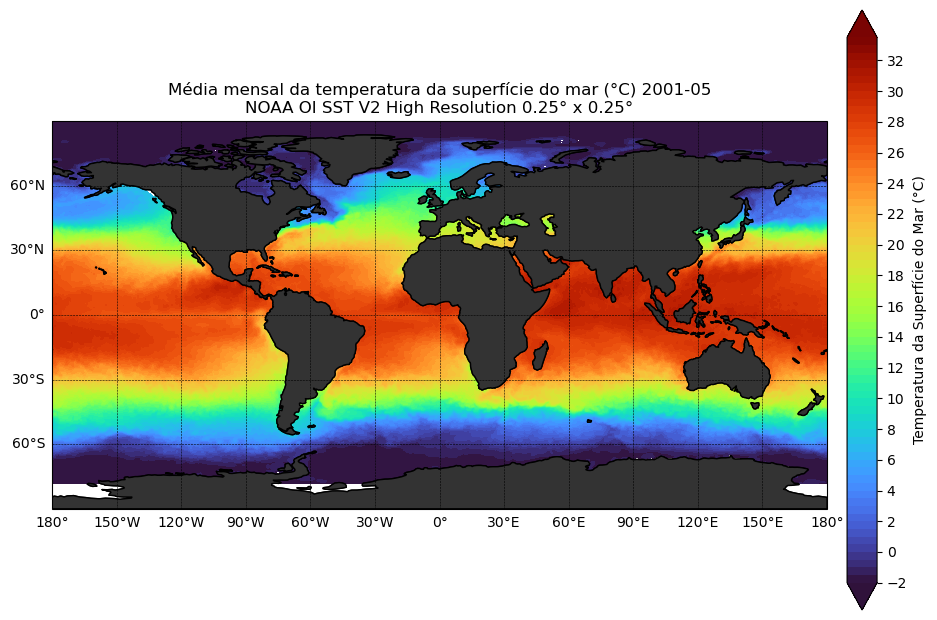 Média mensal da temperatura da superfície do mar (°C) 2001-05
NOAA OI SST V2 High Resolution 0.25° x 0.25°
60°N
30°N
0°
30°S
60°S
180°
150°W
120°W
90°W
60°W
30°W
0°
30°E
60°E
90°E
120°E
150°E
180°
32
30
28
26
24
22
20
18
16
14
12
10
8
6
4
2
0
−2
Temperatura da Superfície do Mar (°C)